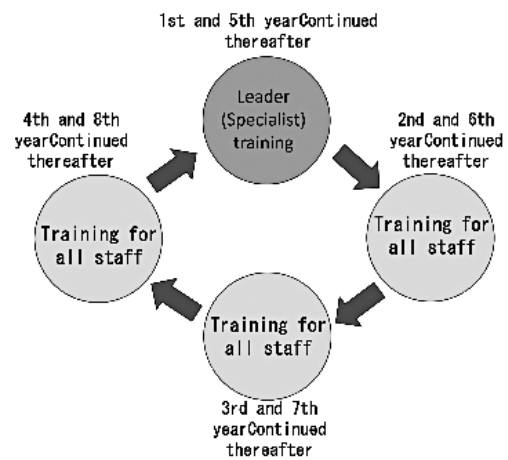 1st and 5th yearContinued
thereafter
Leader
(Specialist)
training
4th and 8th
yearContinued
thereafter
2nd and 6th
yearContinued
thereafter
Training for
all staff
Training for
all staff
Training for
all staff
3rd and 7th
yearContinued
thereafter